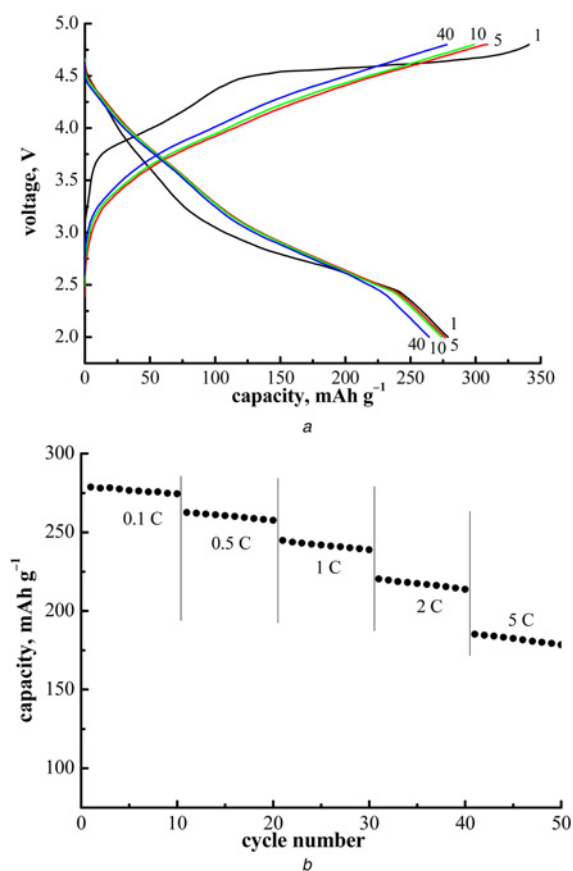 5.0
4.5
4.0
3.5
3.0
2.5
2.0
voltage, V
40 10 5 1
1
40 10 5
0 50 100 150 200 250 300 350
capacity, mAh g⁻¹
a
300
250
200
150
100
capacity, mAh g⁻¹
0.1 C
0.5 C
1 C
2 C
5 C
0 10 20 30 40 50
cycle number
b